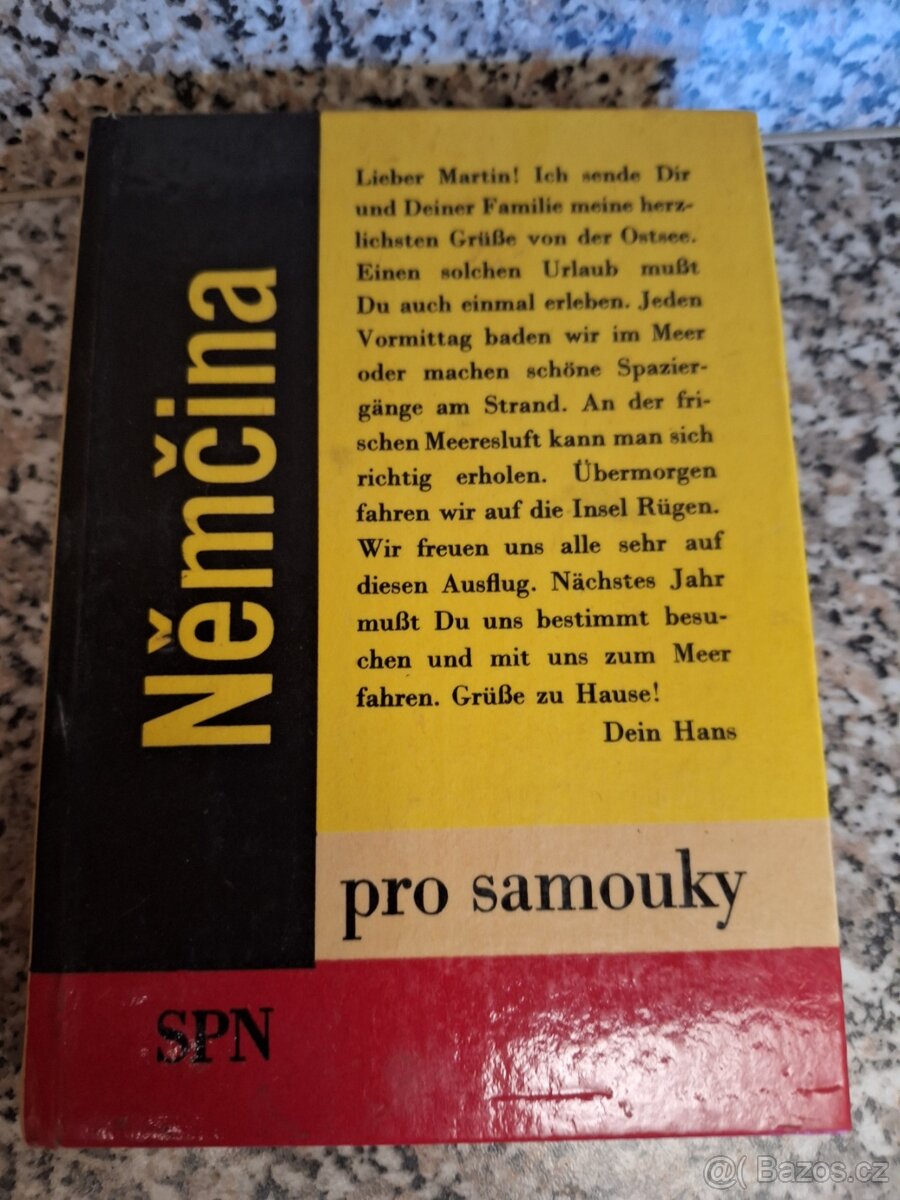 Němčina
Lieber Martin! Ich sende Dir
und Deiner Familie meine herz-
lichsten Grüße von der Ostsee.
Einen solchen Urlaub mußt
Du auch einmal erleben. Jeden
Vormittag baden wir im Meer
oder machen schöne Spazier-
gänge am Strand. An der fri-
schen Meeresluft kann man sich
richtig erholen. Übermorgen
fahren wir auf die Insel Rügen.
Wir freuen uns alle sehr auf
diesen Ausflug. Nächstes Jahr
mußt Du uns bestimmt besu-
chen und mit uns zum Meer
fahren. Grüße zu Hause!
Dein Hans
pro samouky
SPN
@( Bazos.cz